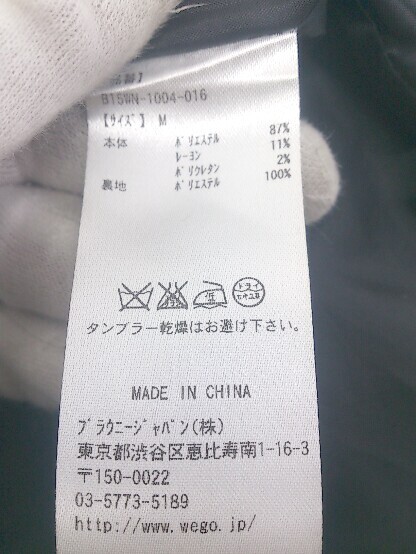 【品番】
B15WN-1004-016
【ｻｲｽﾞ】 M
本体 ﾎﾟﾘｴｽﾃﾙ 87%
ﾚｰﾖﾝ 11%
ﾎﾟﾘｳﾚﾀﾝ 2%
裏地 ﾎﾟﾘｴｽﾃﾙ 100%
ドライ
タンブラー乾燥はお避け下さい。
MADE IN CHINA
ﾌﾞﾗｳﾆｰｼﾞｬﾊﾟﾝ(株)
東京都渋谷区恵比寿南1-16-3
〒150-0022
03-5773-5189
http://www.wego.jp/